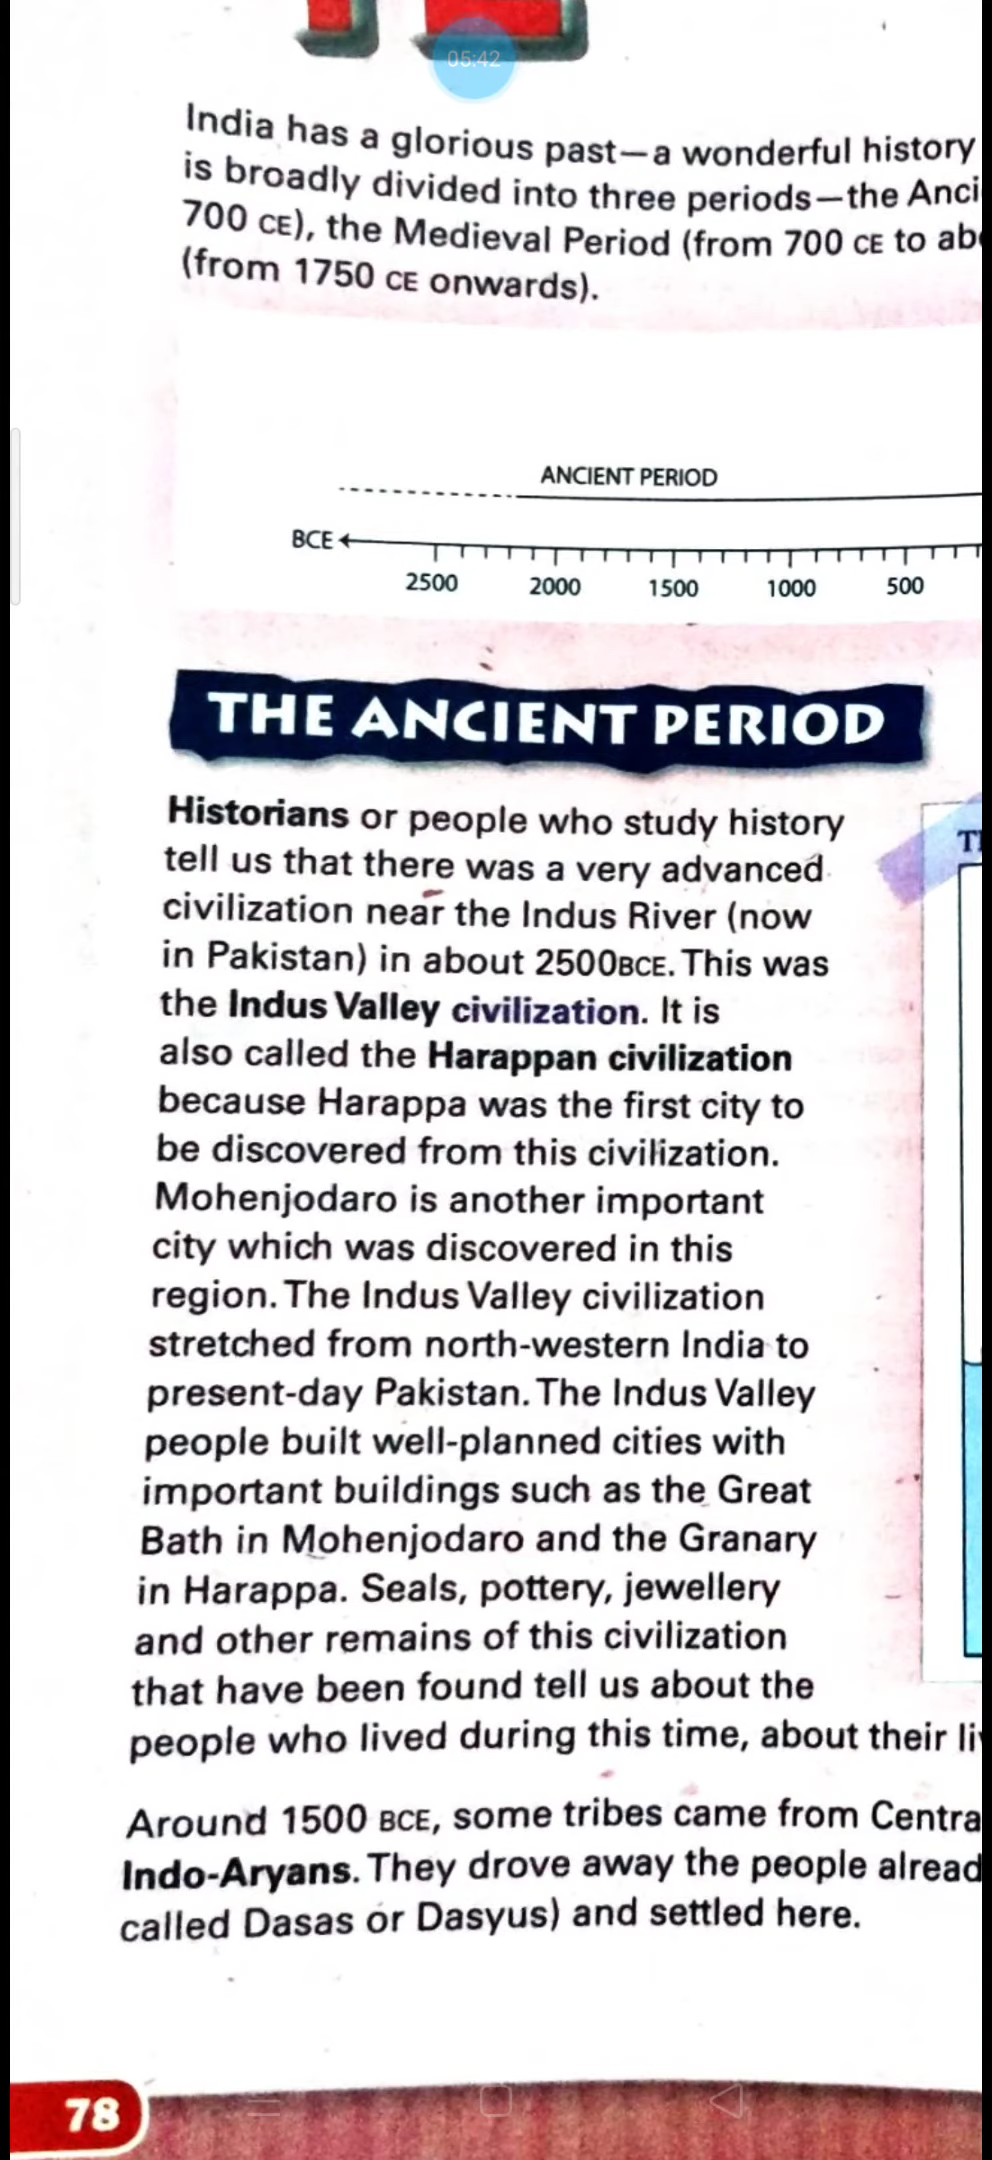 05:42
India has a glorious past—a wonderful history
is broadly divided into three periods—the Anci
700 CE), the Medieval Period (from 700 CE to ab
(from 1750 CE onwards).
ANCIENT PERIOD
BCE
2500 2000 1500 1000 500
THE ANCIENT PERIOD
Historians or people who study history
tell us that there was a very advanced
civilization near the Indus River (now
in Pakistan) in about 2500BCE. This was
the Indus Valley civilization. It is
also called the Harappan civilization
because Harappa was the first city to
be discovered from this civilization.
Mohenjodaro is another important
city which was discovered in this
region. The Indus Valley civilization
stretched from north-western India to
present-day Pakistan. The Indus Valley
people built well-planned cities with
important buildings such as the Great
Bath in Mohenjodaro and the Granary
in Harappa. Seals, pottery, jewellery
and other remains of this civilization
that have been found tell us about the
people who lived during this time, about their li
Around 1500 BCE, some tribes came from Centra
Indo-Aryans. They drove away the people alread
called Dasas or Dasyus) and settled here.
78